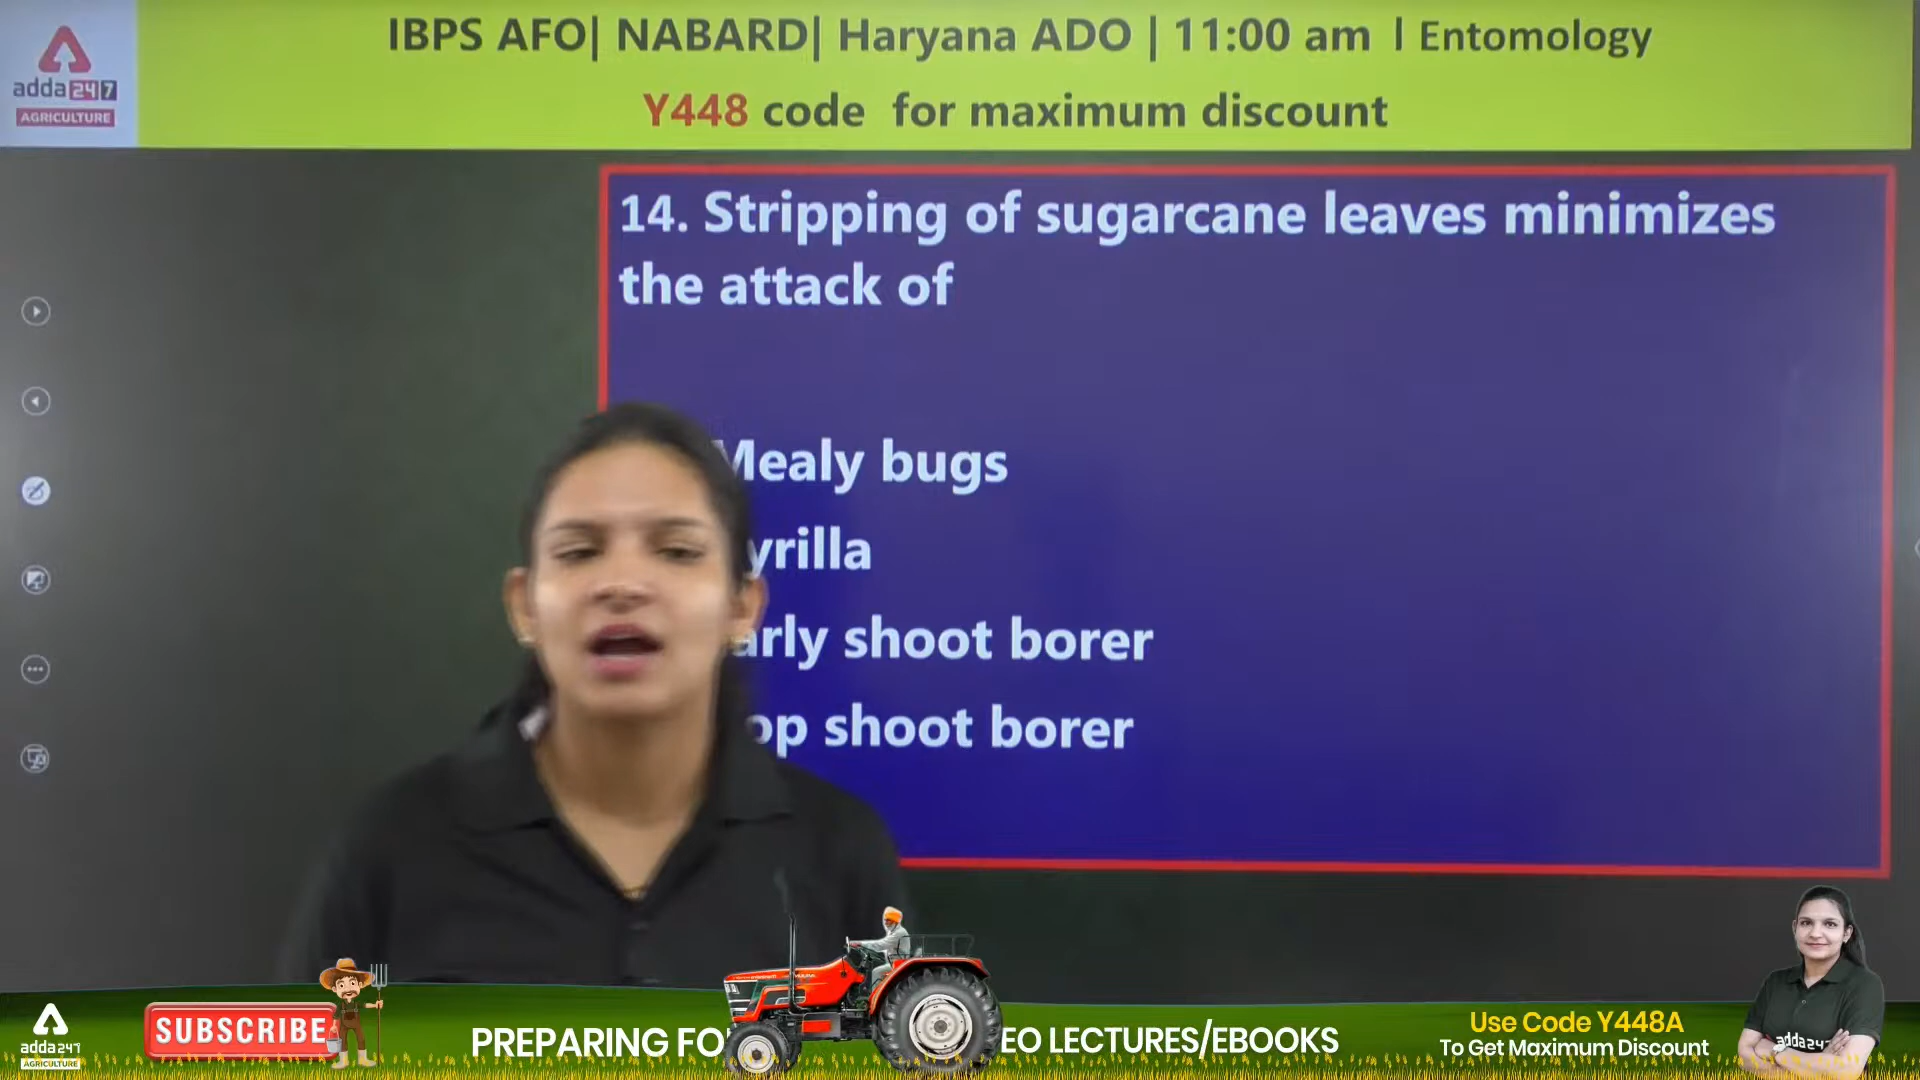 IBPS AFO| NABARD| Haryana ADO | 11:00 am l Entomology
Y448 code for maximum discount
adda247
AGRICULTURE
14. Stripping of sugarcane leaves minimizes
the attack of
Mealy bugs
yrilla
arly shoot borer
op shoot borer
adda247
AGRICULTURE
SUBSCRIBE
PREPARING FO
EO LECTURES/EBOOKS
Use Code Y448A
To Get Maximum Discount
adda247